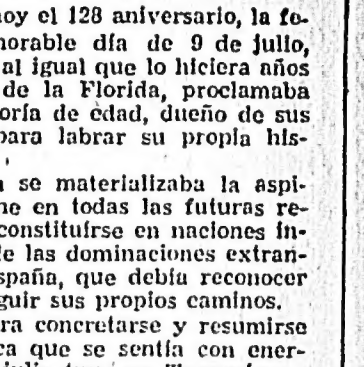 hoy el 128 aniversario, la fe-
morable día de 9 de julio,
al igual que lo hiciera años
de la Florida, proclamaba
oría de edad, dueño de sus
para labrar su propia his-
se materializaba la aspi-
ne en todas las futuras re-
constituirse en naciones in-
e las dominaciones extran-
spaña, que debía reconocer
guir sus propios caminos.
ra concretarse y resumirse
ca que se sentía con ener-